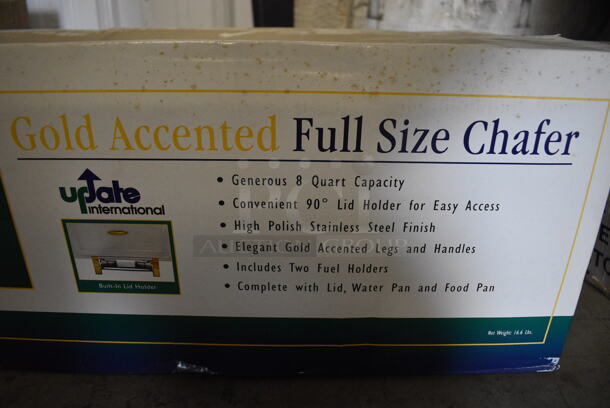 Gold Accented Full Size Chafer
upDate
international
Built-In Lid Holder
• Generous 8 Quart Capacity
• Convenient 90° Lid Holder for Easy Access
• High Polish Stainless Steel Finish
• Elegant Gold Accented Legs and Handles
• Includes Two Fuel Holders
• Complete with Lid, Water Pan and Food Pan
Net Weight: 16.6 Lbs.